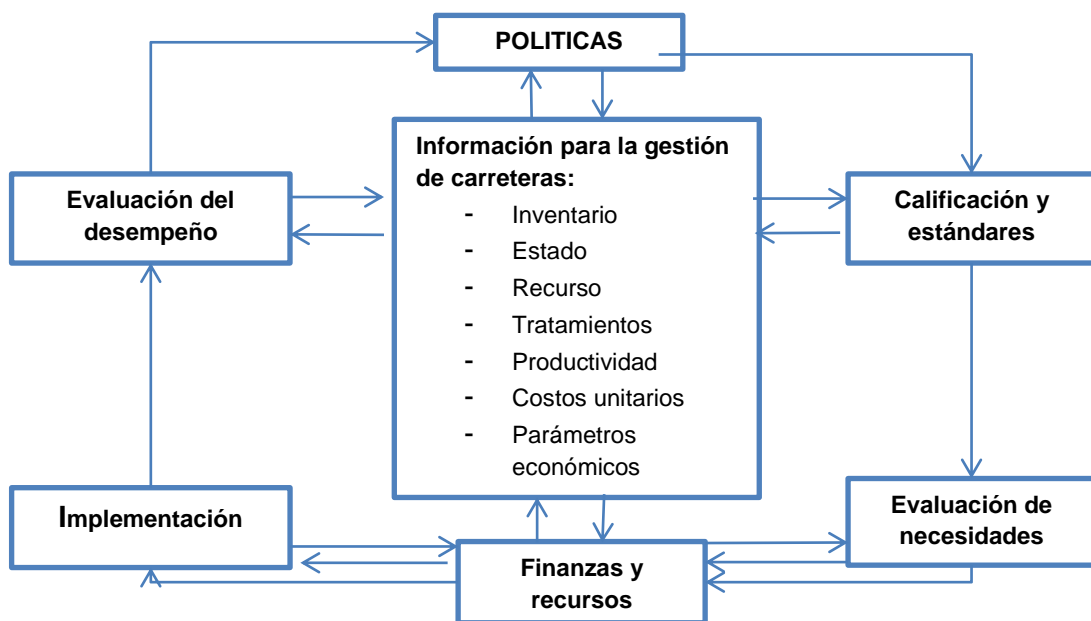 POLITICAS
Información para la gestión
de carreteras:
- Inventario
- Estado
- Recurso
- Tratamientos
- Productividad
- Costos unitarios
- Parámetros
económicos
Evaluación del
desempeño
Calificación y
estándares
Implementación
Evaluación de
necesidades
Finanzas y
recursos